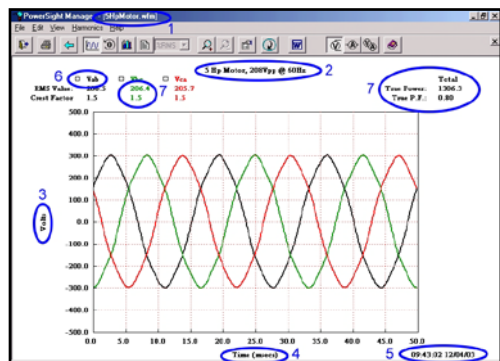 PowerSight Manager - [5HpMotor.wfm]
1
File Edit View Harmonics Help
W
5 Hp Motor, 208Vpp @ 60Hz
2
6 Vab Vca
7 Total
RMS Value: 206.4 205.7 True Power: 1306.3
Crest Factor 1.5 1.5 1.5 True P.F.: 0.80
7
500.0
400.0
300.0
200.0
100.0
0.0
-100.0
-200.0
-300.0
-400.0
-500.0
3
Volts
0.0 5.0 10.0 15.0 20.0 25.0 30.0 35.0 40.0 45.0 50.0
Time (msecs) 4
5 09:43:02 12/04/03